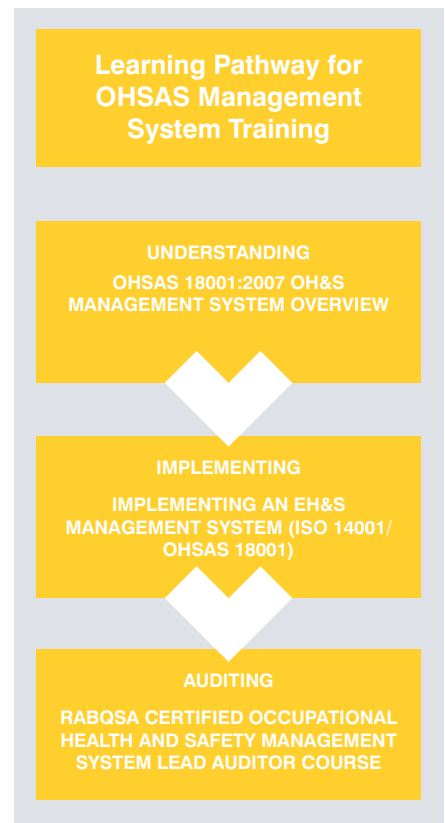 Learning Pathway for
OHSAS Management
System Training
UNDERSTANDING
OHSAS 18001:2007 OH&S
MANAGEMENT SYSTEM OVERVIEW
IMPLEMENTING
IMPLEMENTING AN EH&S
MANAGEMENT SYSTEM (ISO 14001/
OHSAS 18001)
AUDITING
RABQSA CERTIFIED OCCUPATIONAL
HEALTH AND SAFETY MANAGEMENT
SYSTEM LEAD AUDITOR COURSE